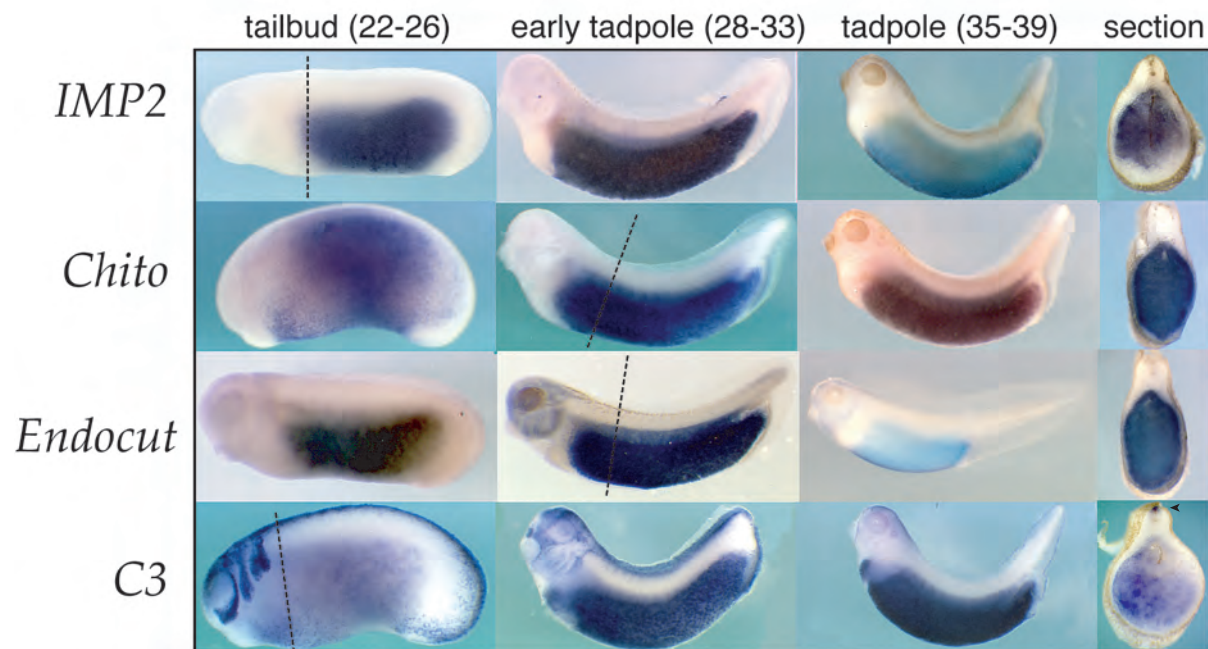 tailbud (22-26) early tadpole (28-33) tadpole (35-39) section
IMP2
Chito
Endocut
C3